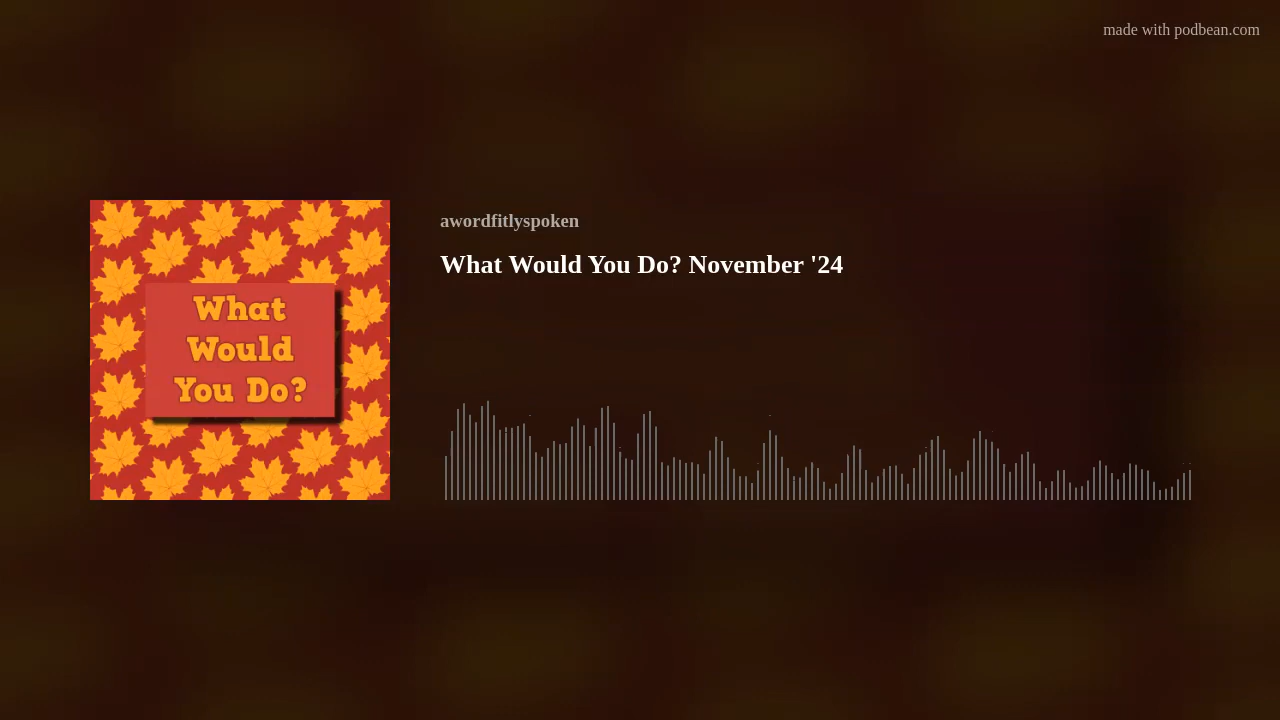 made with podbean.com
awordfitlyspoken
What Would You Do? November '24
What
Would
You Do?